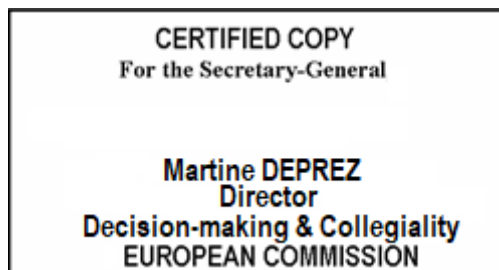 CERTIFIED COPY
For the Secretary-General
Martine DEPREZ
Director
Decision-making & Collegiality
EUROPEAN COMMISSION